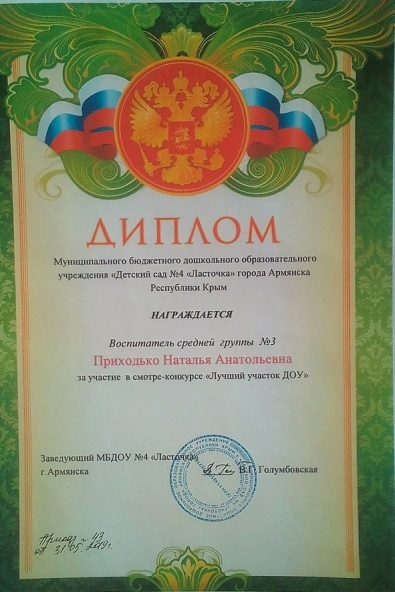 ДИПЛОМ
Муниципального бюджетного дошкольного образовательного
учреждения «Детский сад №4 «Ласточка» города Армянска
Республики Крым
НАГРАЖДАЕТСЯ
Воспитатель средней группы №3
Приходько Наталья Анатольевна
за участие в смотре-конкурсе «Лучший участок ДОУ»
Заведующий МБДОУ №4 «Ласточка»
г.Армянска В.Г. Голумбовская
Приказ № 43
от 31.05.2019г.